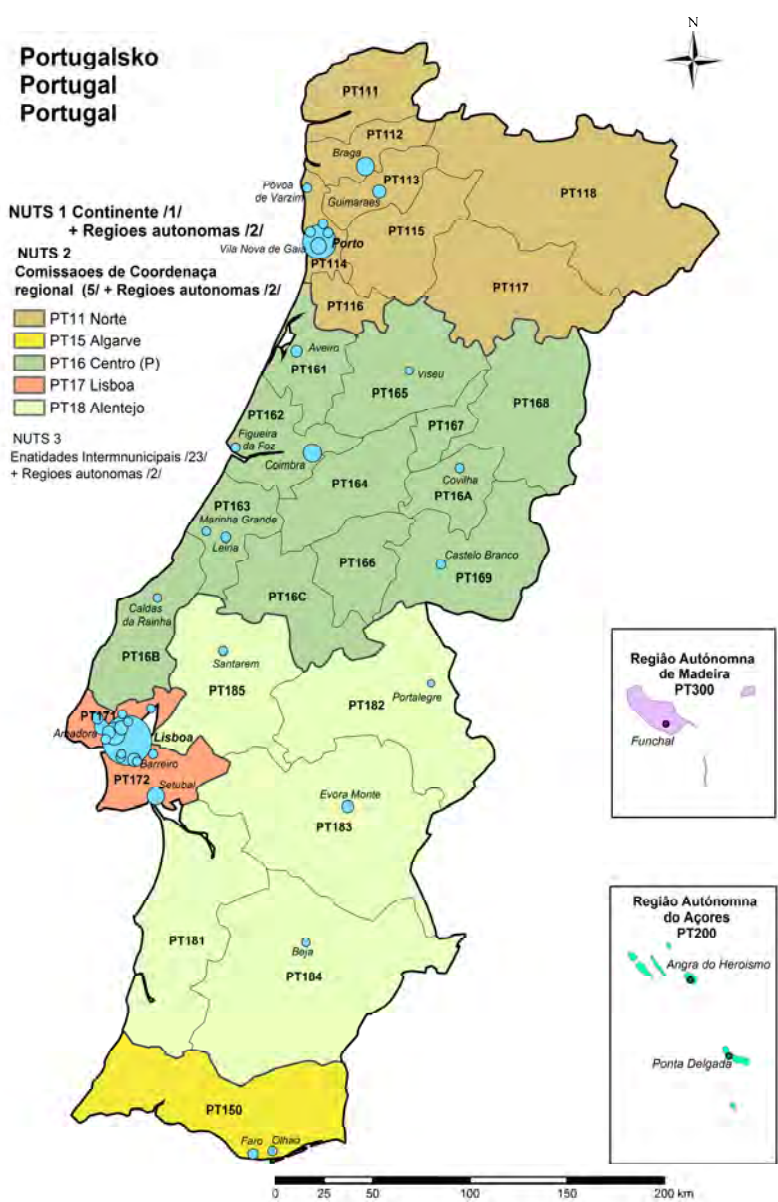 Portugalsko
Portugal
Portugal
N
NUTS 1 Continente /1/
+ Regioes autonomas /2/
NUTS 2
Comissaoes de Coordenaça
regional (5/ + Regioes autonomas /2/
PT11 Norte
PT15 Algarve
PT16 Centro (P)
PT17 Lisboa
PT18 Alentejo
NUTS 3
Enatidades Intermnunicipais /23/
+ Regioes autonomas /2/
PT111
PT112
Braga
PT113
PT118
Povoa
de Varzim
Guimaraes
PT115
Porto
Vila Nova de Gaia
PT114
PT117
PT116
Aveiro
PT161
Viseu
PT165
PT168
PT162
PT167
Figueira
da Foz
Coimbra
Covilha
PT164
PT16A
PT163
Marinha Grande
Leiria
Castelo Branco
PT166
PT169
PT16C
Caldas
da Rainha
PT16B
Santarem
PT185
Portalegre
PT182
PT171
Amadora
Lisboa
Barreiro
PT172
Setubal
Evora Monte
PT183
PT181
Beja
PT184
PT150
Faro
Olhao
Região Autónomna
de Madeira
PT300
Funchal
Região Autónomna
do Açores
PT200
Angra do Heroismo
Ponta Delgada
0 25 50 100 150 200 km